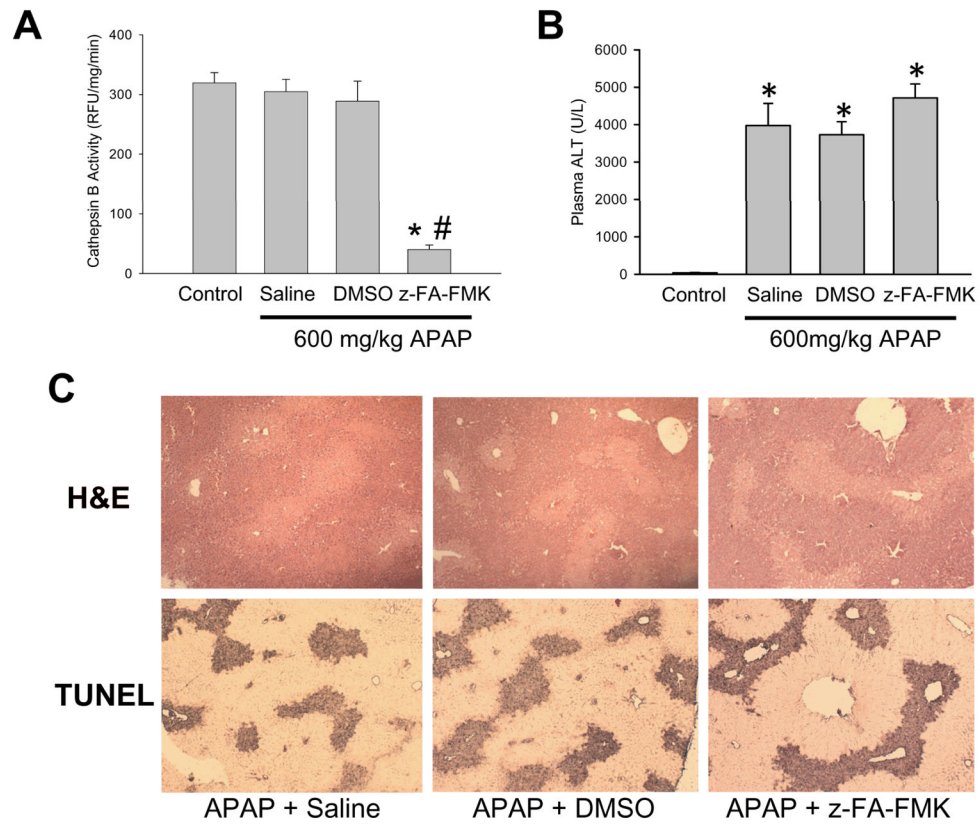 A
Cathepsin B Activity (RFU/mg/min)
400
300
200
100
0
* #
Control Saline DMSO z-FA-FMK
600 mg/kg APAP
B
Plasma ALT (U/L)
6000
5000
4000
3000
2000
1000
0
* * *
Control Saline DMSO z-FA-FMK
600mg/kg APAP
C
H&E
TUNEL
APAP + Saline APAP + DMSO APAP + z-FA-FMK